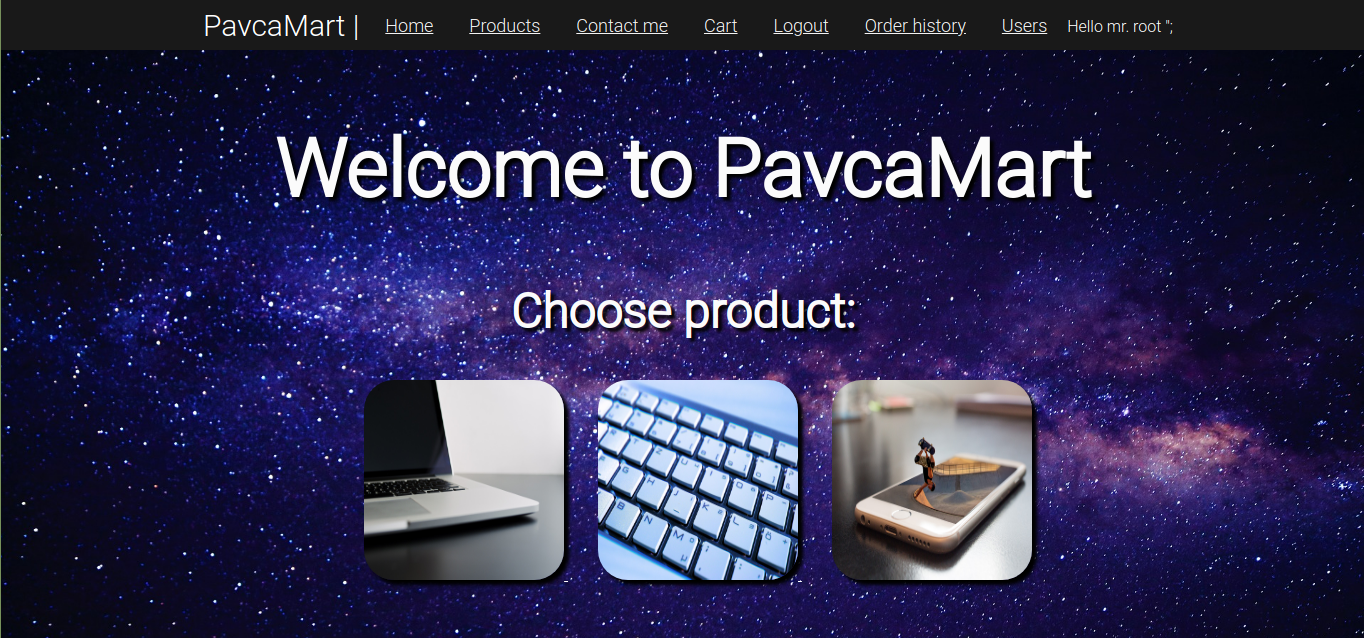 PavcaMart | Home Products Contact me Cart Logout Order history Users Hello mr. root ";
Welcome to PavcaMart
Choose product: